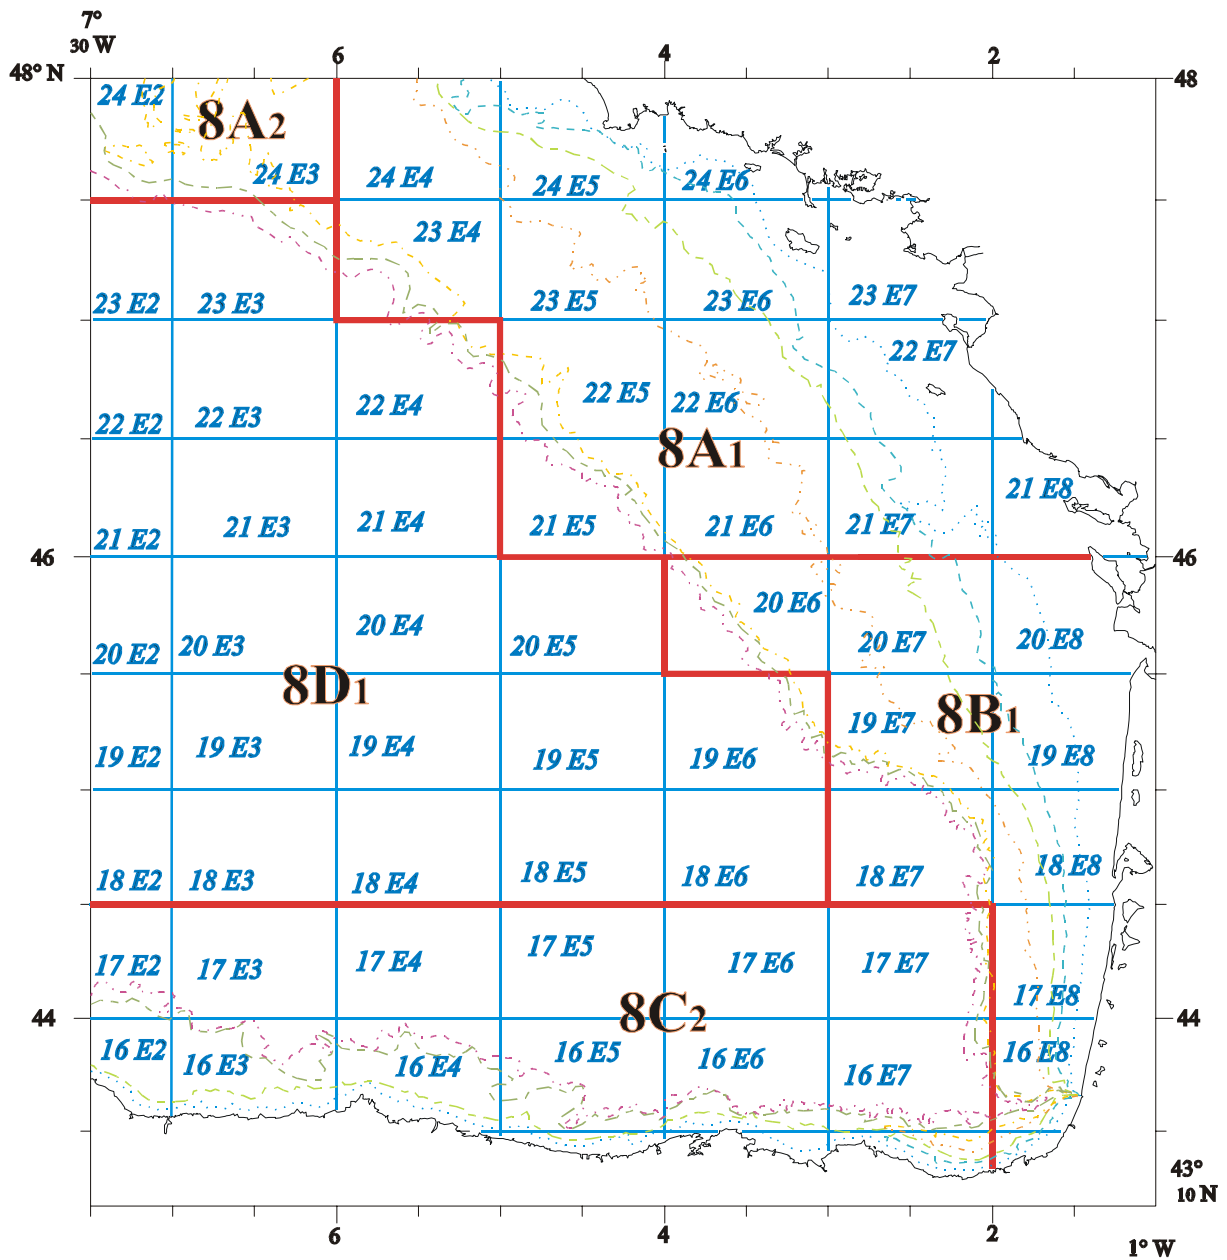 7°
30 W
6
4
2
48° N
48
24 E2
8A2
24 E3
24 E4
24 E5
24 E6
23 E4
23 E2
23 E3
23 E5
23 E6
23 E7
22 E7
22 E2
22 E3
22 E4
22 E5
22 E6
8A1
21 E8
21 E2
21 E3
21 E4
21 E5
21 E6
21 E7
46
46
20 E6
20 E2
20 E3
20 E4
20 E5
20 E7
20 E8
8D1
8B1
19 E7
19 E2
19 E3
19 E4
19 E5
19 E6
19 E8
18 E2
18 E3
18 E4
18 E5
18 E6
18 E7
18 E8
17 E2
17 E3
17 E4
17 E5
17 E6
17 E7
17 E8
8C2
44
44
16 E2
16 E3
16 E4
16 E5
16 E6
16 E7
16 E8
43°
10 N
6
4
2
1° W